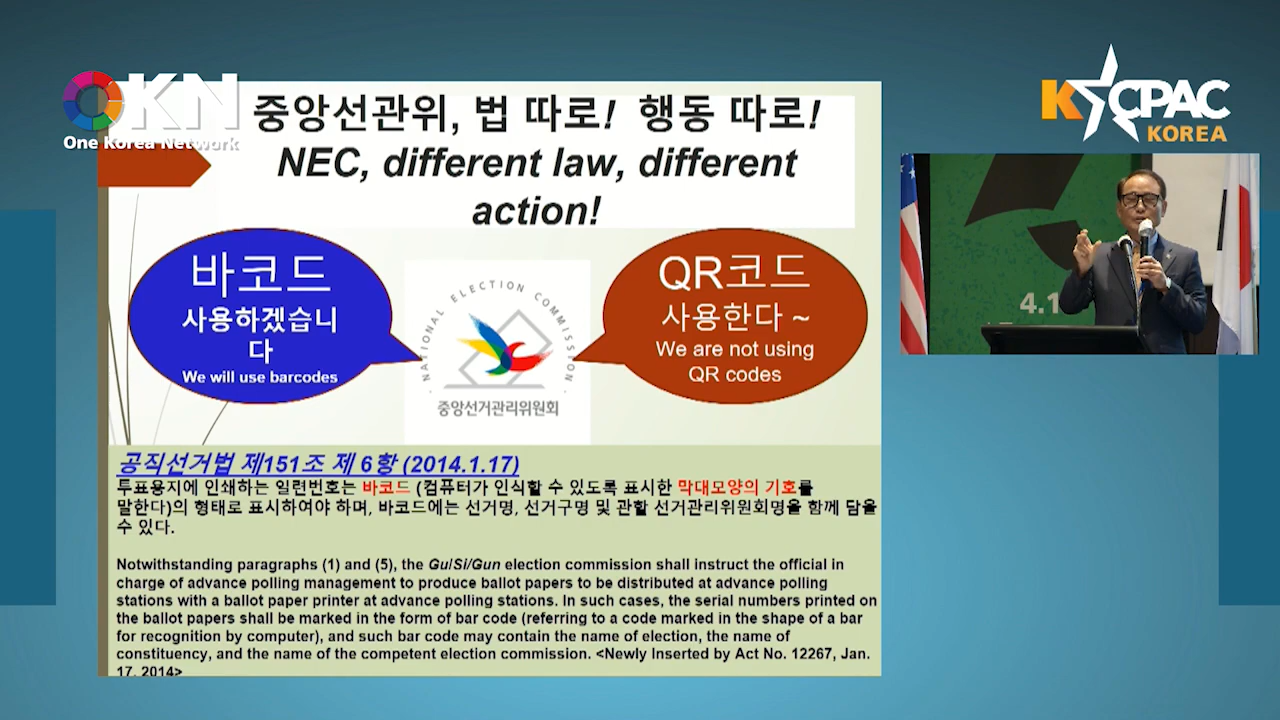 OKN
One Korea Network
K CPAC
KOREA
중앙선관위, 법 따로! 행동 따로!
NEC, different law, different
action!
바코드
사용하겠습니
다
We will use barcodes
NATIONAL ELECTION COMMISSION
중앙선거관리위원회
QR코드
사용한다 ~
We are not using
QR codes
4.1
공직선거법 제151조 제 6항 (2014.1.17)
투표용지에 인쇄하는 일련번호는 바코드 (컴퓨터가 인식할 수 있도록 표시한 막대모양의 기호를
말한다)의 형태로 표시하여야 하며, 바코드에는 선거명, 선거구명 및 관할 선거관리위원회명을 함께 담을
수 있다.
Notwithstanding paragraphs (1) and (5), the Gu/Si/Gun election commission shall instruct the official in
charge of advance polling management to produce ballot papers to be distributed at advance polling
stations with a ballot paper printer at advance polling stations. In such cases, the serial numbers printed on
the ballot papers shall be marked in the form of bar code (referring to a code marked in the shape of a bar
for recognition by computer), and such bar code may contain the name of election, the name of
constituency, and the name of the competent election commission. <Newly Inserted by Act No. 12267, Jan.
17, 2014>